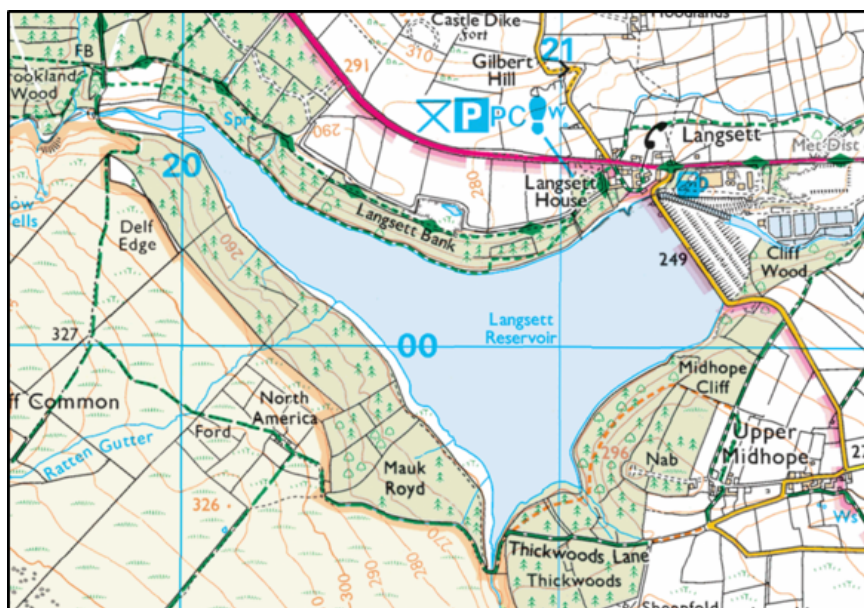 Castle Dike
Fort
Gilbert
Hill
21
310
291
290
FB
Wood
Spr
P PC
W
Langsett
Met Dist
20
280
Langsett
House
Langsett Bank
Delf
Edge
260
249
Cliff
Wood
Langsett
Reservoir
327
00
Midhope
Cliff
Common
North
America
Ford
Ratten Gutter
Upper
Midhope
296
Nab
Mauk
Royd
326
270
Thickwoods Lane
Thickwoods
280
290
300
310